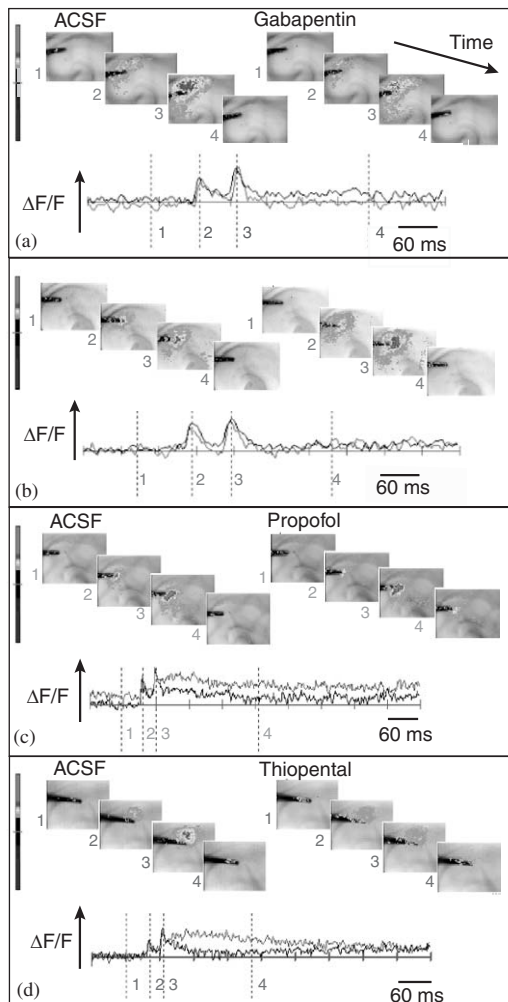 ACSF Gabapentin
Time
1 1
2 2
3 3
4 4
ΔF/F
1 2 3 4
(a) 60 ms
1 1
2 2
3 3
4 4
ΔF/F
1 2 3 4
(b) 60 ms
ACSF Propofol
1 1
2 2
3 3
4 4
ΔF/F
1 2 3 4
(c) 60 ms
ACSF Thiopental
1 1
2 2
3 3
4 4
ΔF/F
1 2 3 4
(d) 60 ms